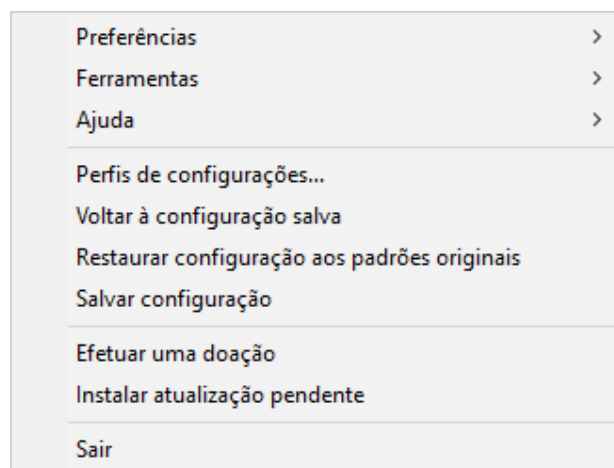 Preferências
Ferramentas
Ajuda
Perfis de configurações...
Voltar à configuração salva
Restaurar configuração aos padrões originais
Salvar configuração
Efetuar uma doação
Instalar atualização pendente
Sair